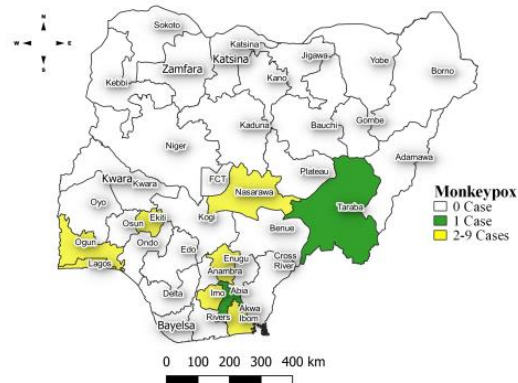 N
W E
S
Sokoto
Katsina
Katsina
Jigawa
Yobe
Borno
Zamfara
Kebbi
Kano
Kaduna
Bauchi
Gombe
Adamawa
Niger
Plateau
FCT
Nasarawa
Taraba
Kwara
Kwara
Oyo
Kogi
Benue
Osun
Ekiti
Ogun
Ondo
Edo
Enugu
Anambra
Cross
River
Lagos
Delta
Imo
Abia
Akwa
Ibom
Rivers
Bayelsa
Monkeypox
0 Case
1 Case
2-9 Cases
0 100 200 300 400 km